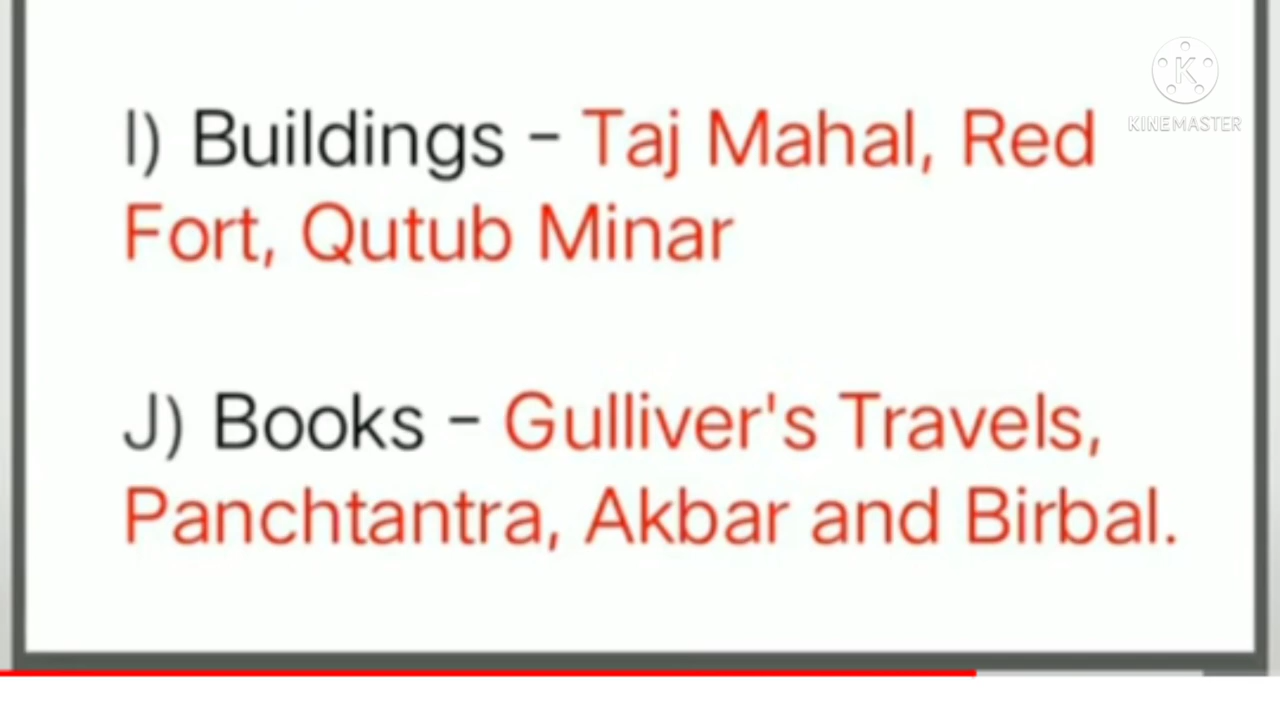 KINEMASTER
I) Buildings - Taj Mahal, Red
Fort, Qutub Minar
J) Books - Gulliver's Travels,
Panchtantra, Akbar and Birbal.